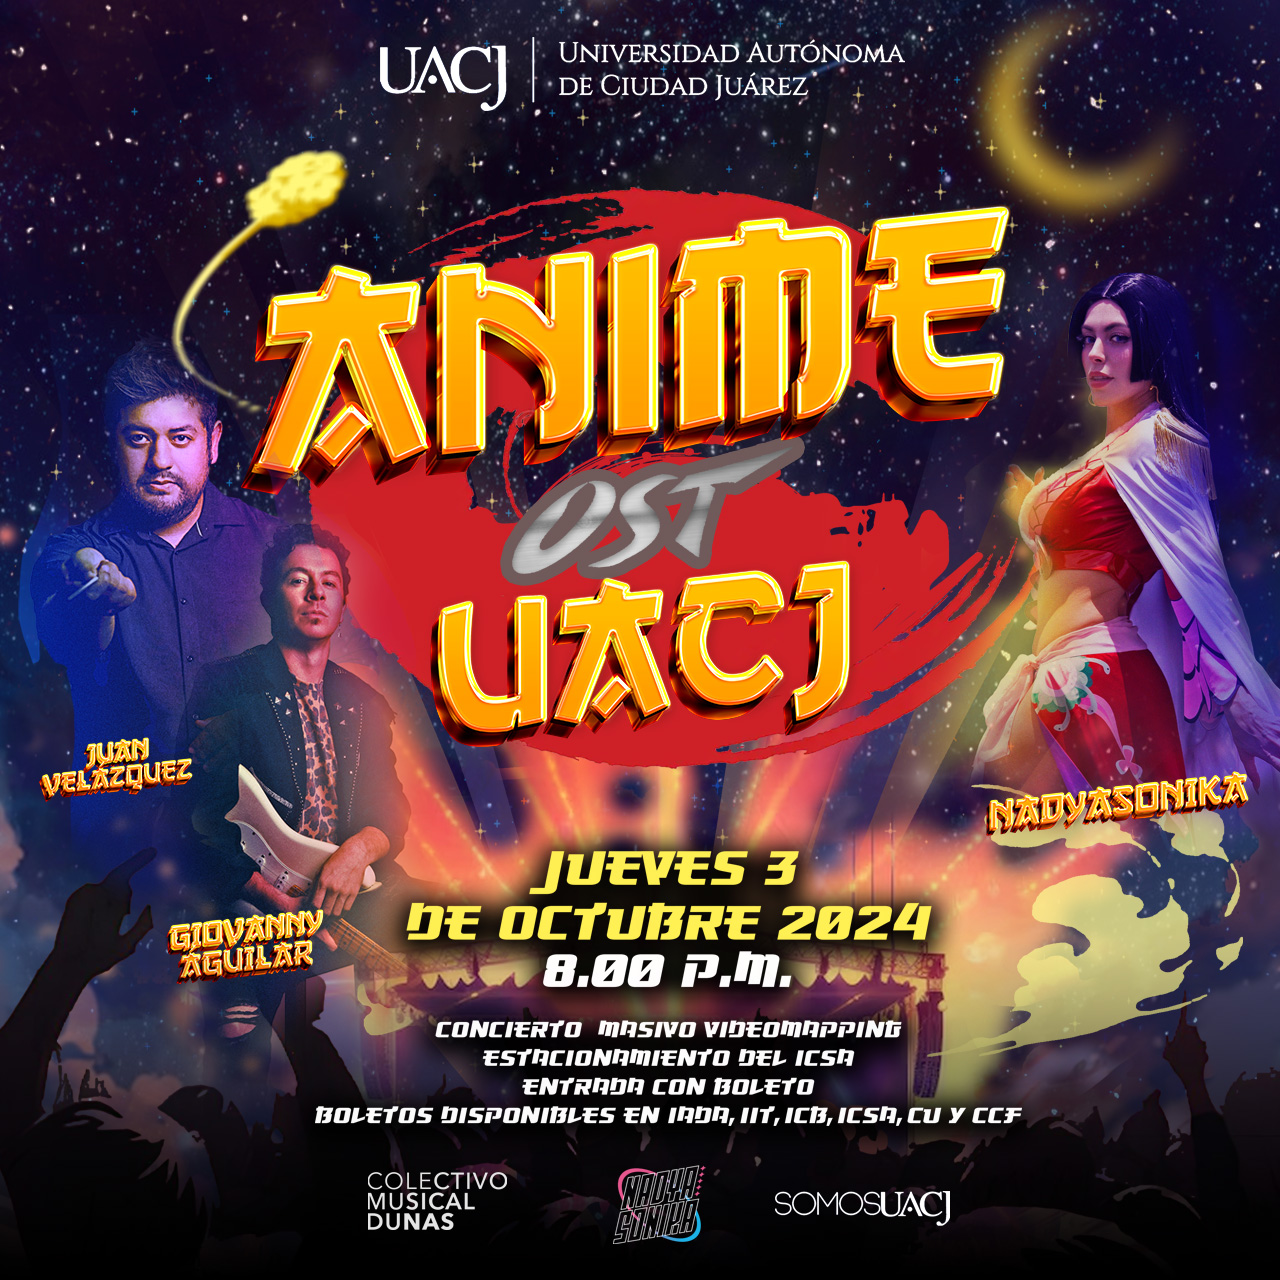 UACJ
UNIVERSIDAD AUTÓNOMA
DE CIUDAD JUÁREZ
ANIME
OST
UACJ
JUAN
VELÁZQUEZ
GIOVANNY
AGUILAR
NADYASONIKA
JUEVES 3
DE OCTUBRE 2024
8.00 P.M.
CONCIERTO MASIVO VIDEOMAPPING
ESTACIONAMIENTO DEL ICSA
ENTRADA CON BOLETO
BOLETOS DISPONIBLES EN IADA, IIT, ICB, ICSA, CU Y CCF
COLECTIVO
MUSICAL
DUNAS
NADYA
SONIKA
SOMOSUACJ